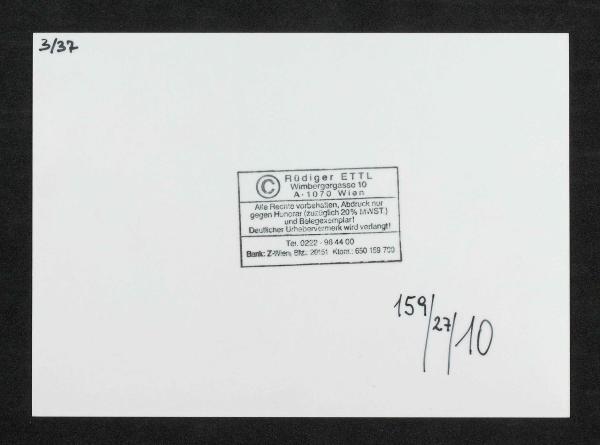 3/37
© Rüdiger ETTL
Wimbergergasse 10
A-1070 Wien
Alle Rechte vorbehalten, Abdruck nur
gegen Honorar (zuzüglich 20% MWST.)
und Belegexemplar!
Deutlicher Urhebervermerk wird verlangt!
Tel. 0222 - 96 44 00
Bank: Z-Wien, Blz.: 20151 Ktonr.: 650 159 700
159/27/10